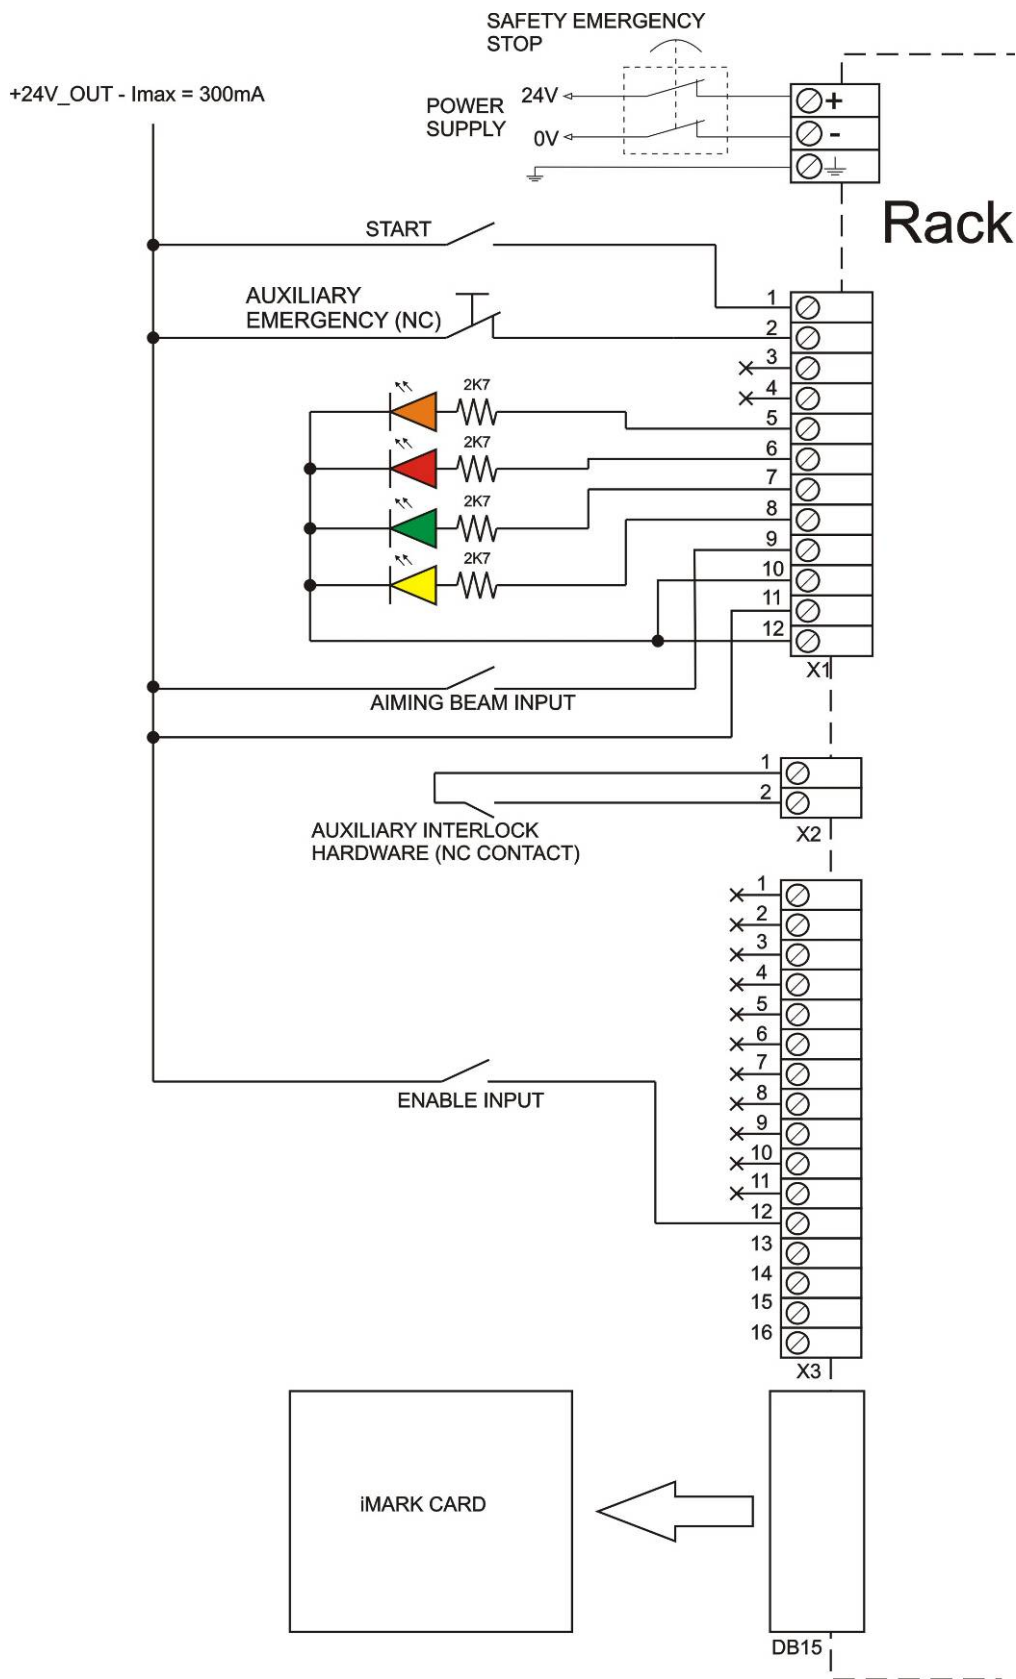 SAFETY EMERGENCY
STOP
+24V_OUT - Imax = 300mA
POWER
SUPPLY
24V
0V
+
-
Rack
START
AUXILIARY
EMERGENCY (NC)
1
2
3
4
5
6
7
8
9
10
11
12
2K7
2K7
2K7
2K7
X1
AIMING BEAM INPUT
1
2
AUXILIARY INTERLOCK
HARDWARE (NC CONTACT)
X2
1
2
3
4
5
6
7
8
9
10
11
12
13
14
15
16
ENABLE INPUT
X3
iMARK CARD
DB15